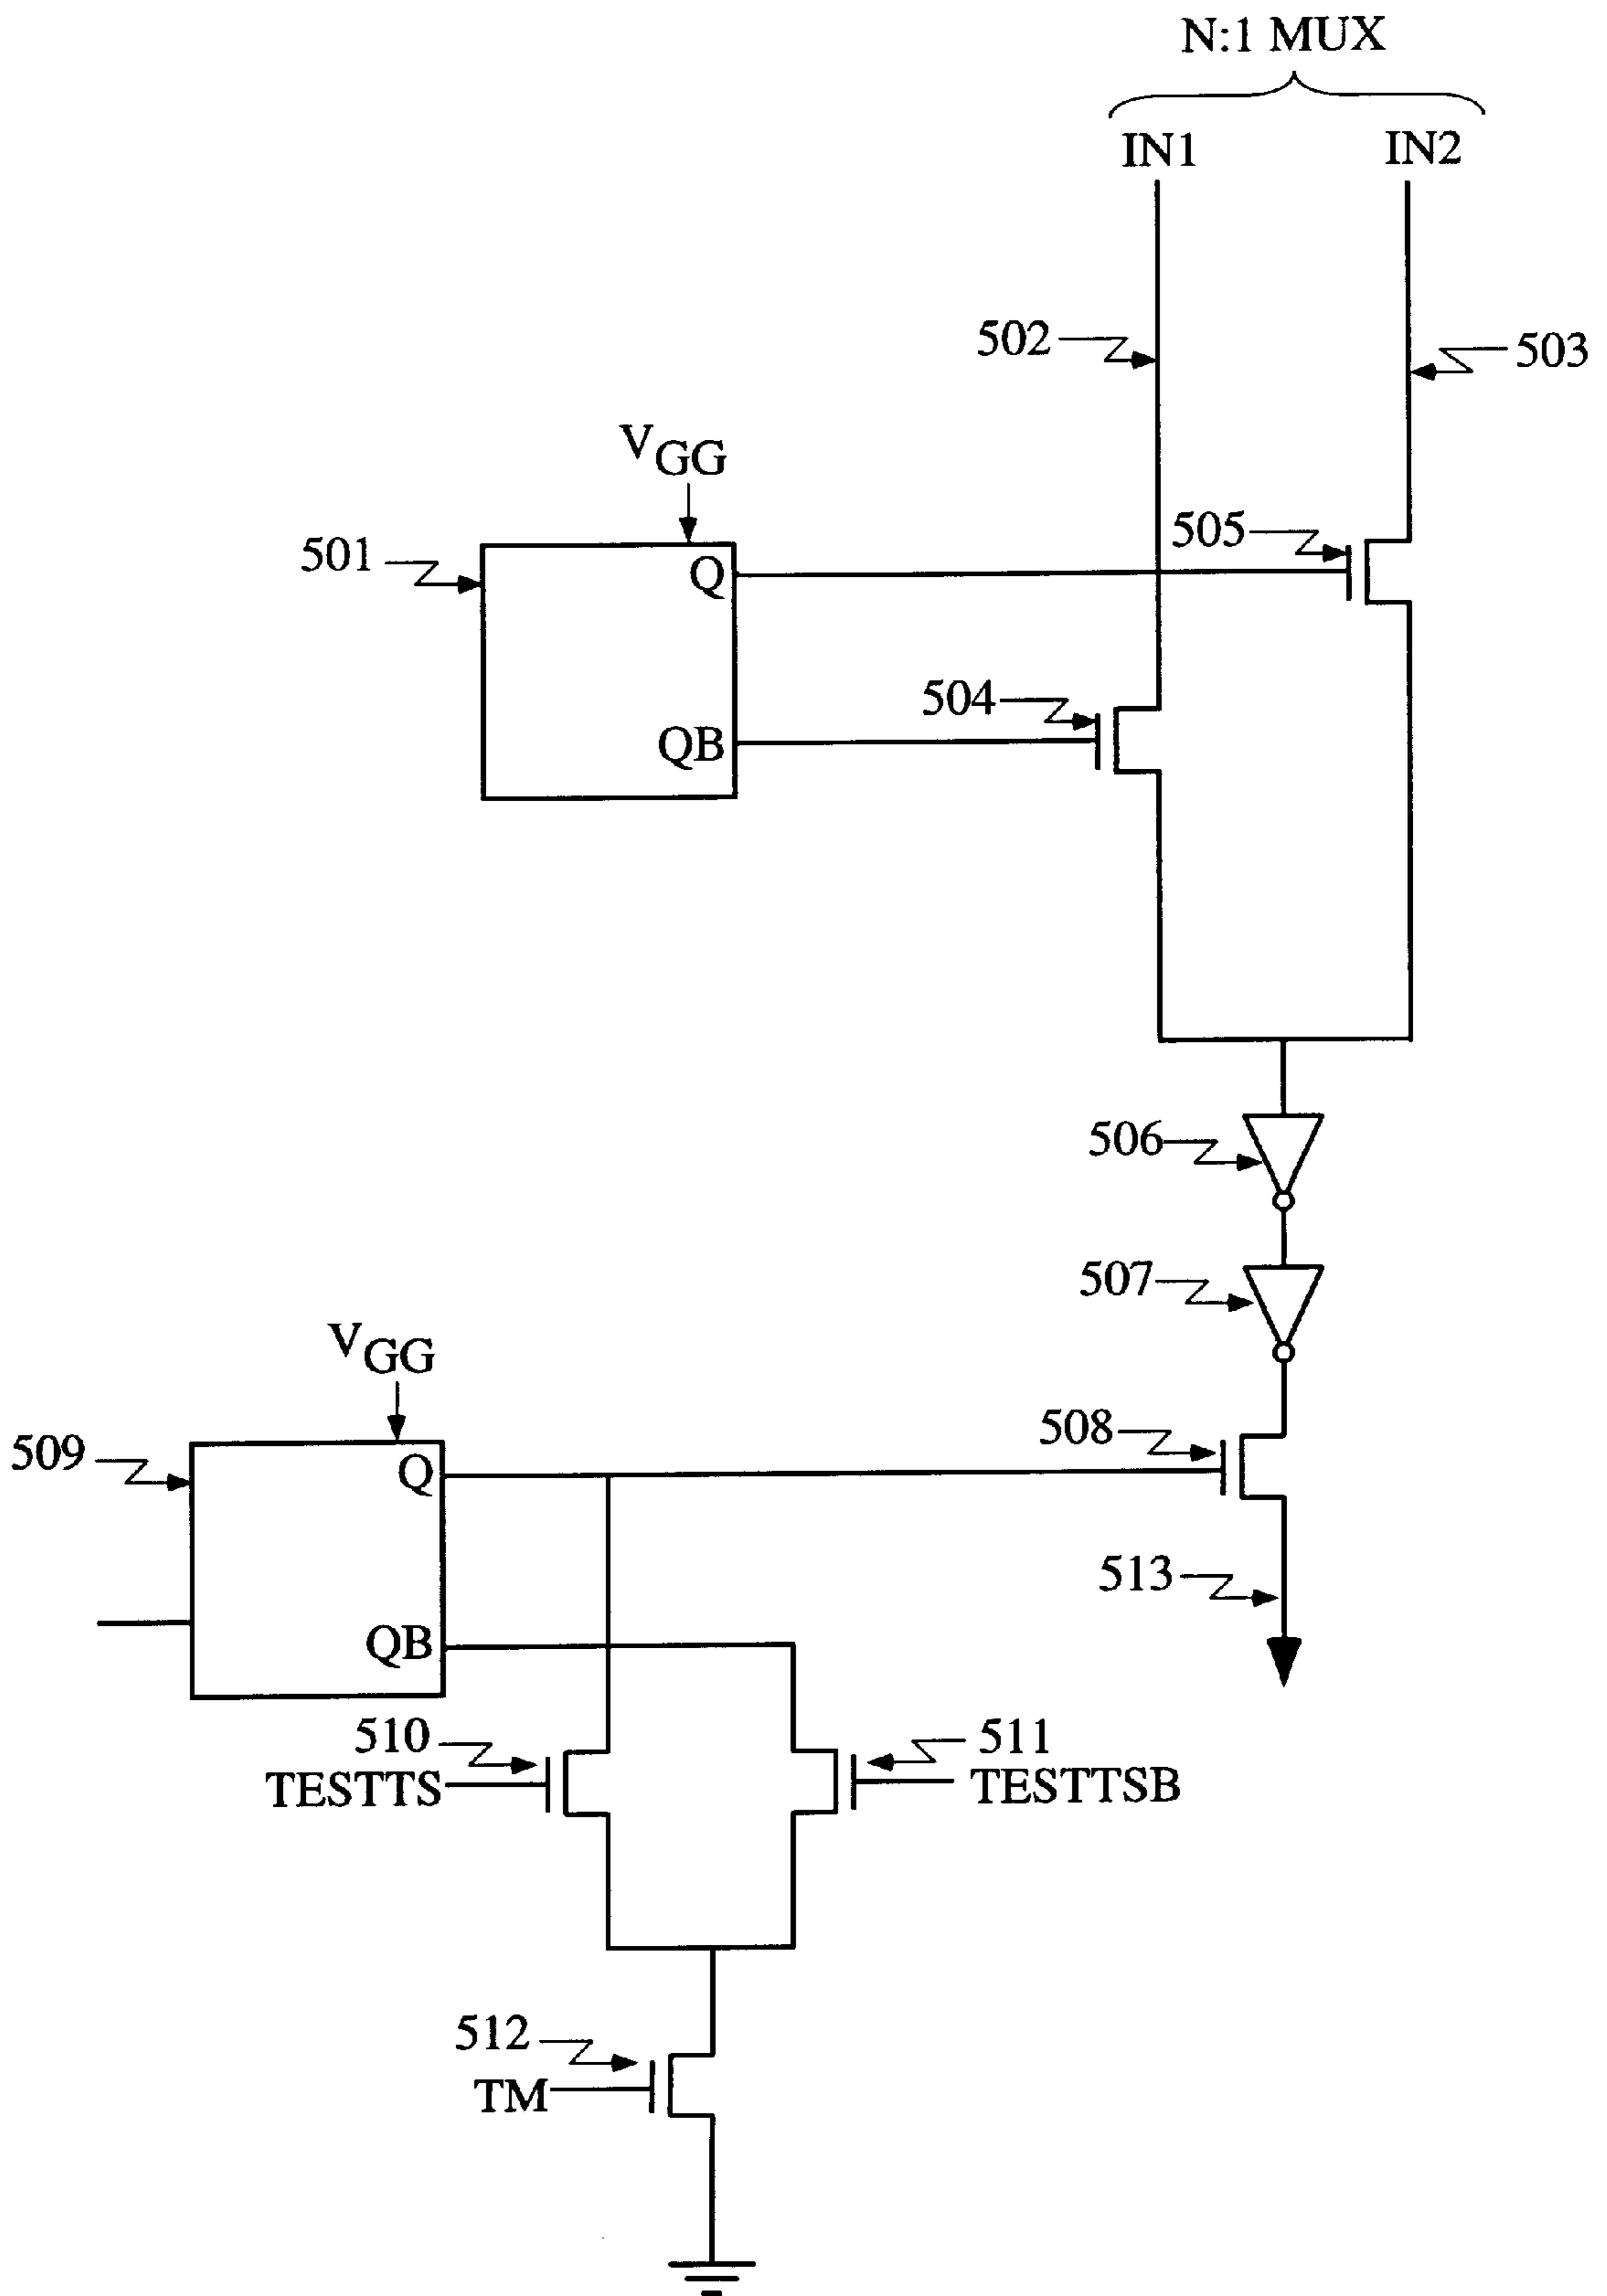 N:1 MUX
IN1
IN2
502
503
VGG
501
Q
505
504
QB
506
507
VGG
509
Q
508
513
QB
510
511
TESTTS
TESTTSB
512
TM